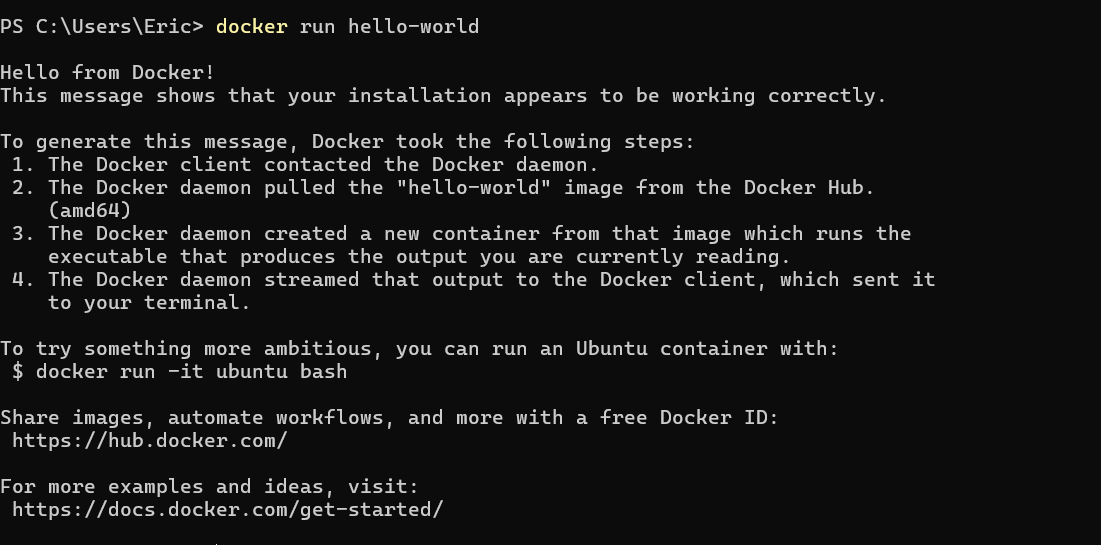 PS C:\Users\Eric> docker run hello-world
Hello from Docker!
This message shows that your installation appears to be working correctly.
To generate this message, Docker took the following steps:
1. The Docker client contacted the Docker daemon.
2. The Docker daemon pulled the "hello-world" image from the Docker Hub.
(amd64)
3. The Docker daemon created a new container from that image which runs the
executable that produces the output you are currently reading.
4. The Docker daemon streamed that output to the Docker client, which sent it
to your terminal.
To try something more ambitious, you can run an Ubuntu container with:
$ docker run -it ubuntu bash
Share images, automate workflows, and more with a free Docker ID:
https://hub.docker.com/
For more examples and ideas, visit:
https://docs.docker.com/get-started/